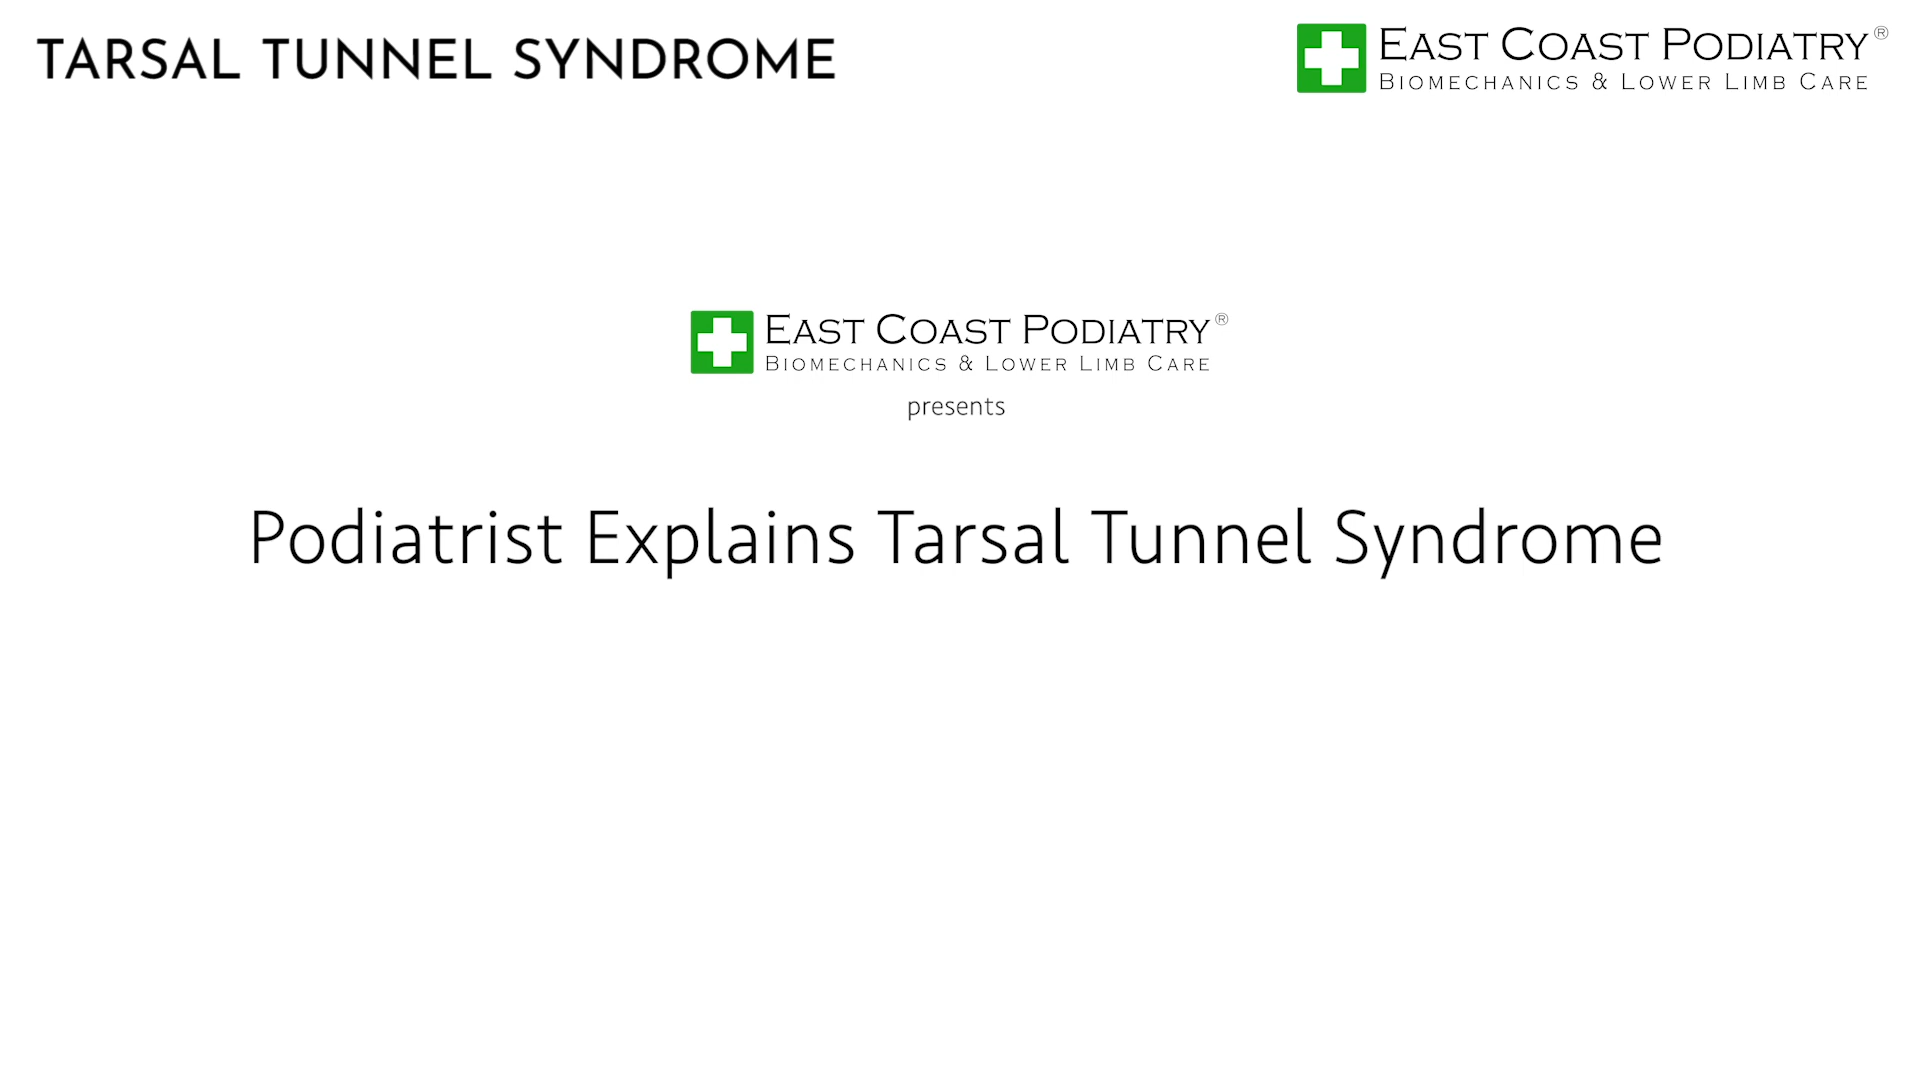 TARSAL TUNNEL SYNDROME
EAST COAST PODIATRY®
BIOMECHANICS & LOWER LIMB CARE
EAST COAST PODIATRY®
BIOMECHANICS & LOWER LIMB CARE
presents
Podiatrist Explains Tarsal Tunnel Syndrome